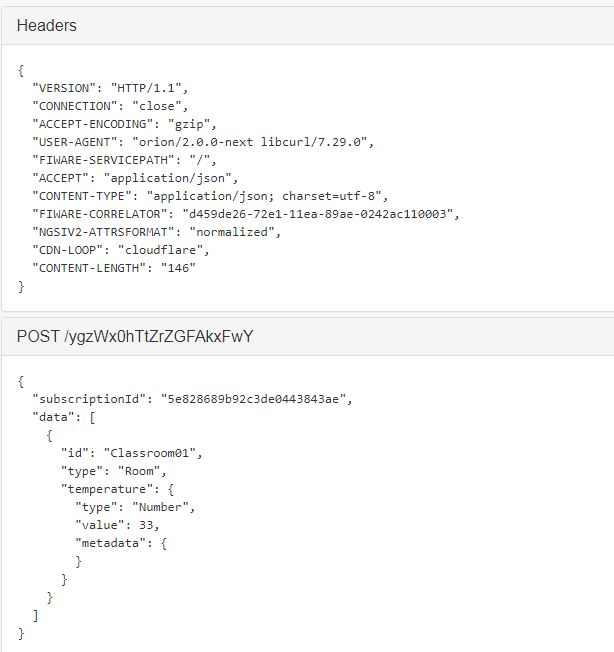 Headers
{
  "VERSION": "HTTP/1.1",
  "CONNECTION": "close",
  "ACCEPT-ENCODING": "gzip",
  "USER-AGENT": "orion/2.0.0-next libcurl/7.29.0",
  "FIWARE-SERVICEPATH": "/",
  "ACCEPT": "application/json",
  "CONTENT-TYPE": "application/json; charset=utf-8",
  "FIWARE-CORRELATOR": "d459de26-72e1-11ea-89ae-0242ac110003",
  "NGSIV2-ATTRSFORMAT": "normalized",
  "CDN-LOOP": "cloudflare",
  "CONTENT-LENGTH": "146"
}
POST /ygzWx0hTtZrZGFAkxFwY
{
  "subscriptionId": "5e828689b92c3de0443843ae",
  "data": [
    {
      "id": "Classroom01",
      "type": "Room",
      "temperature": {
        "type": "Number",
        "value": 33,
        "metadata": {
        }
      }
    }
  ]
}